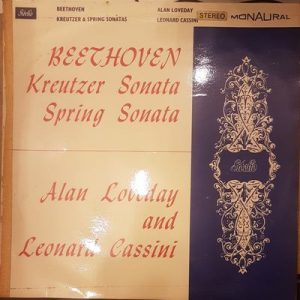 BEETHOVEN
KREUTZER & SPRING SONATAS
ALAN LOVEDAY
LEONARD CASSINI
STEREO MONAURAL
BEETHOVEN
Kreutzer Sonata
Spring Sonata
Alan Loveday
and
Leonard Cassini